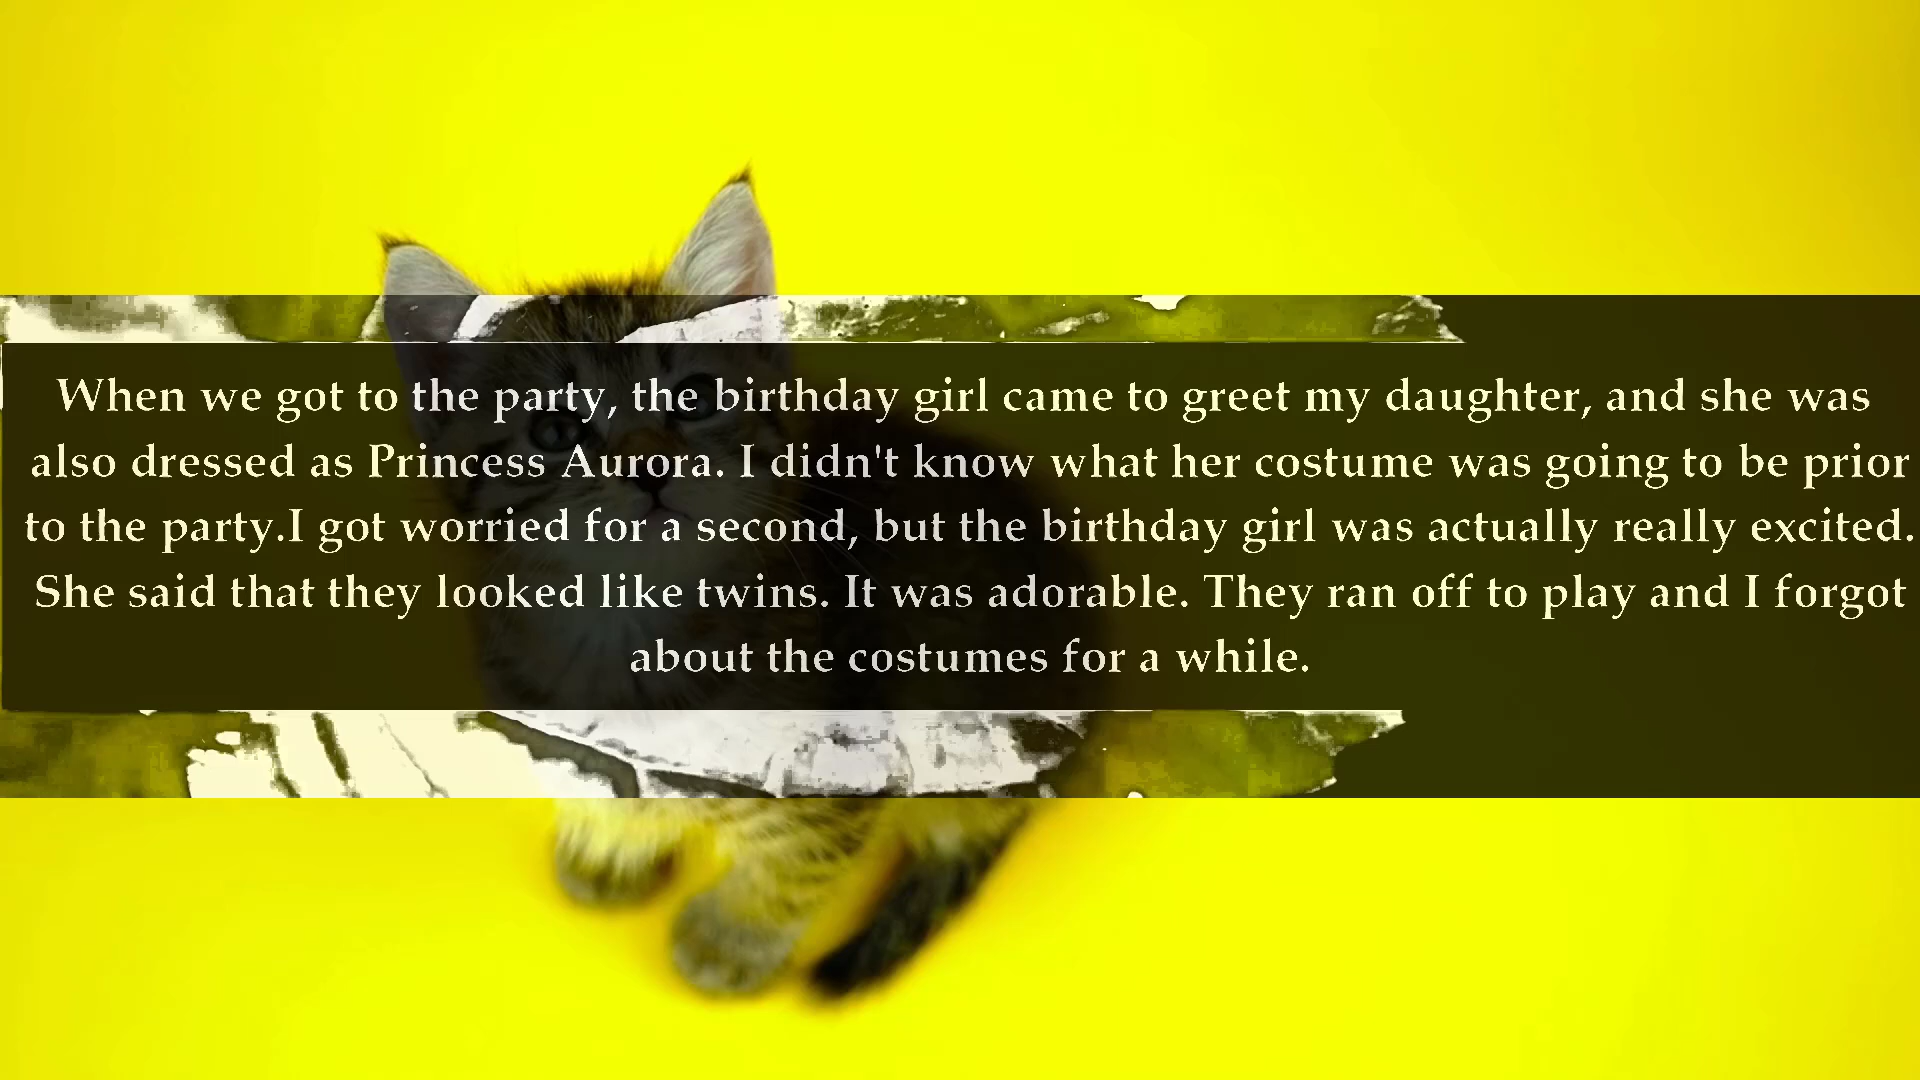 When we got to the party, the birthday girl came to greet my daughter, and she was
also dressed as Princess Aurora. I didn't know what her costume was going to be prior
to the party.I got worried for a second, but the birthday girl was actually really excited.
She said that they looked like twins. It was adorable. They ran off to play and I forgot
about the costumes for a while.